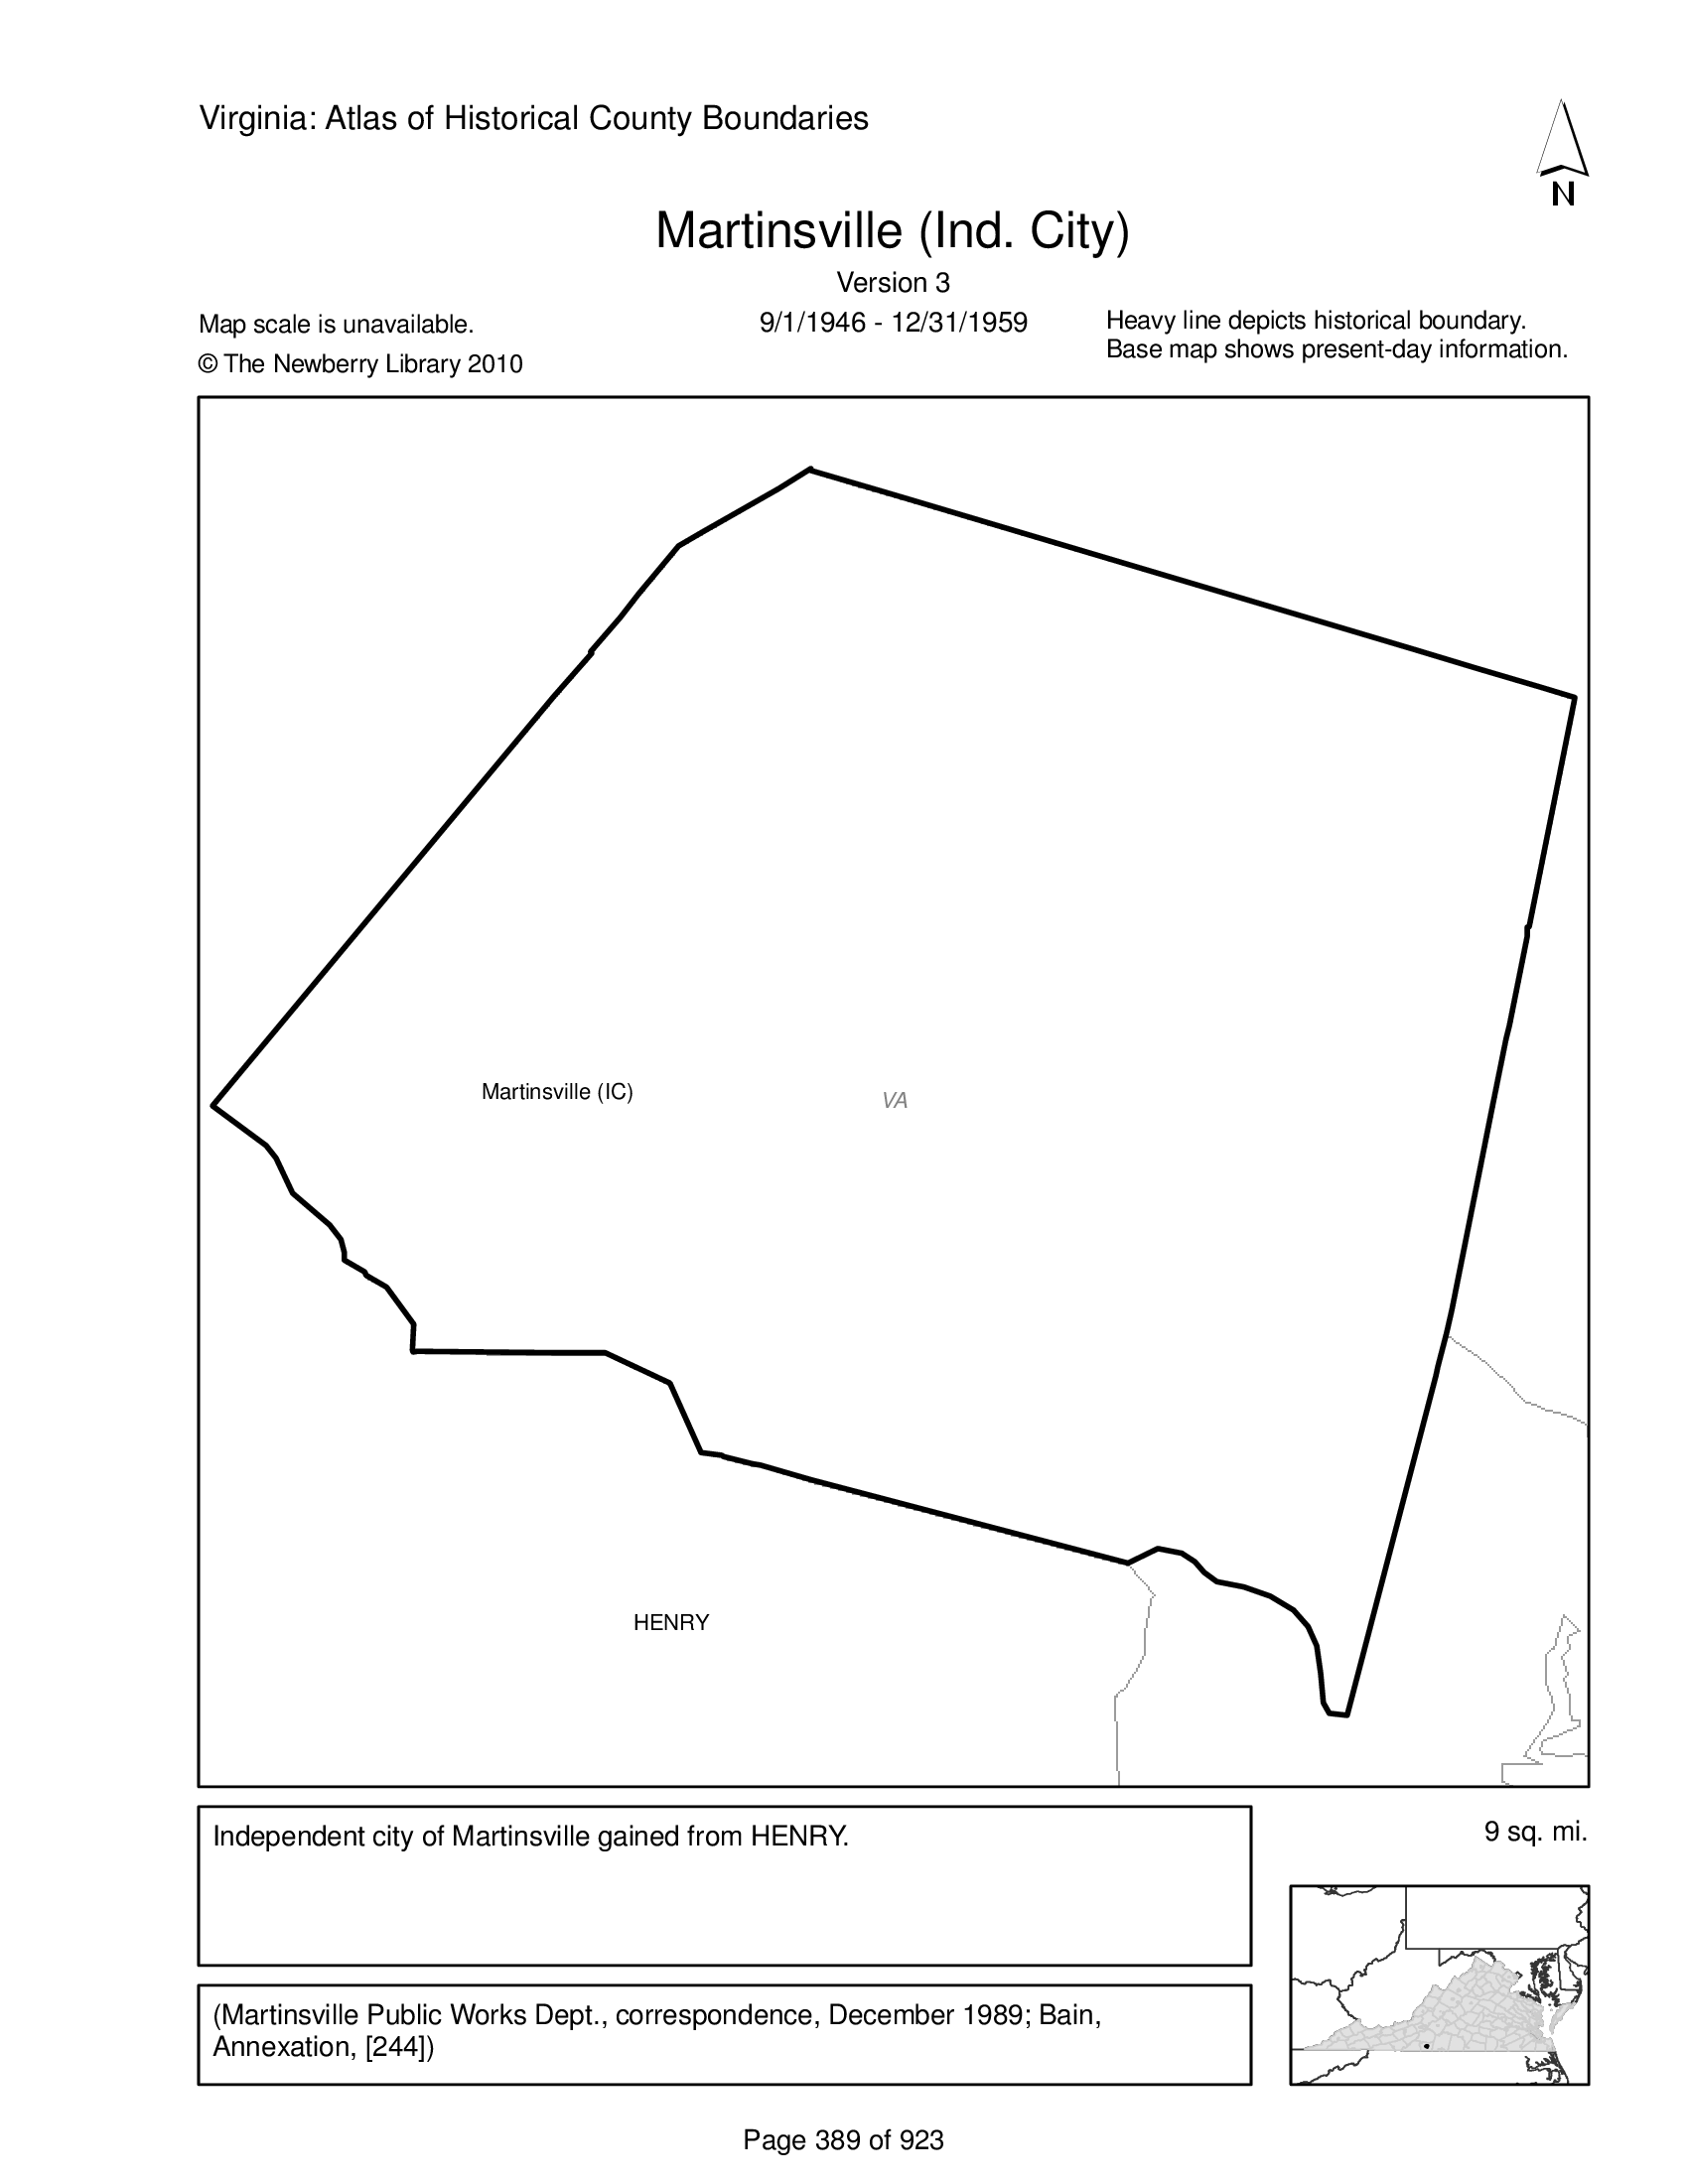 Virginia: Atlas of Historical County Boundaries
N
Martinsville (Ind. City)
Version 3
Map scale is unavailable.
9/1/1946 - 12/31/1959
Heavy line depicts historical boundary.
© The Newberry Library 2010
Base map shows present-day information.
Martinsville (IC)
VA
HENRY
Independent city of Martinsville gained from HENRY.
9 sq. mi.
(Martinsville Public Works Dept., correspondence, December 1989; Bain,
Annexation, [244])
Page 389 of 923